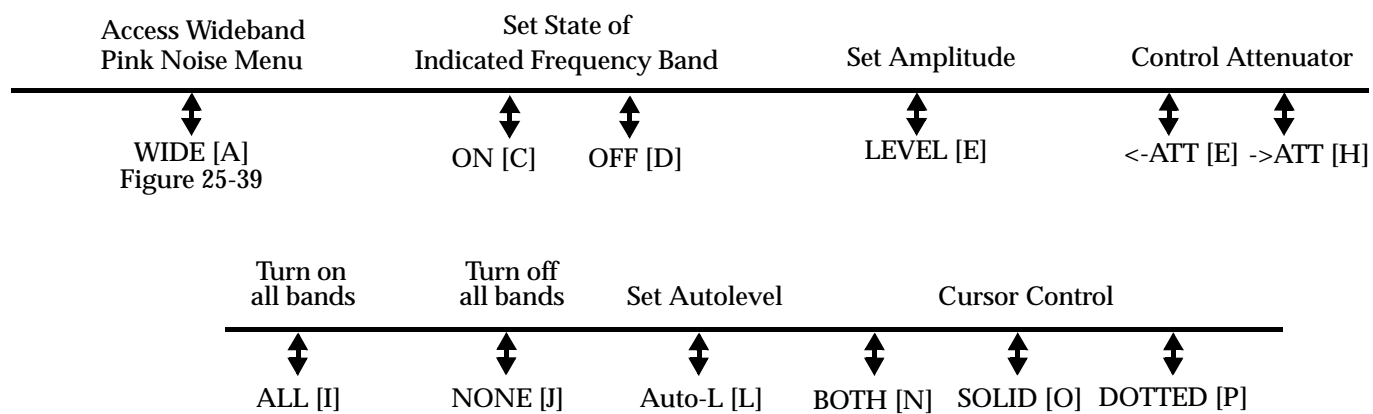 Access Wideband
Pink Noise Menu
Set State of
Indicated Frequency Band
Set Amplitude
Control Attenuator
WIDE [A]
Figure 25-39
ON [C]
OFF [D]
LEVEL [E]
<-ATT [E]
->ATT [H]
Turn on
all bands
Turn off
all bands
Set Autolevel
Cursor Control
ALL [I]
NONE [J]
Auto-L [L]
BOTH [N]
SOLID [O]
DOTTED [P]